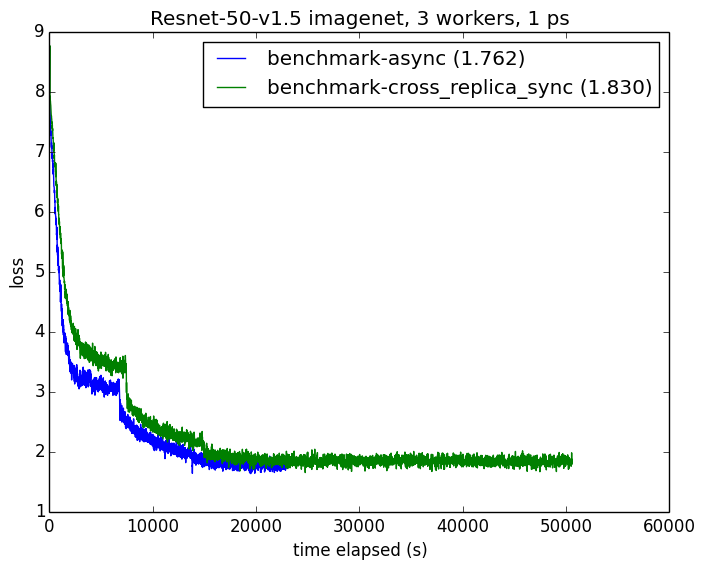 Resnet-50-v1.5 imagenet, 3 workers, 1 ps
benchmark-async (1.762)
benchmark-cross_replica_sync (1.830)
9
8
7
6
5
4
3
2
1
loss
0 10000 20000 30000 40000 50000 60000
time elapsed (s)